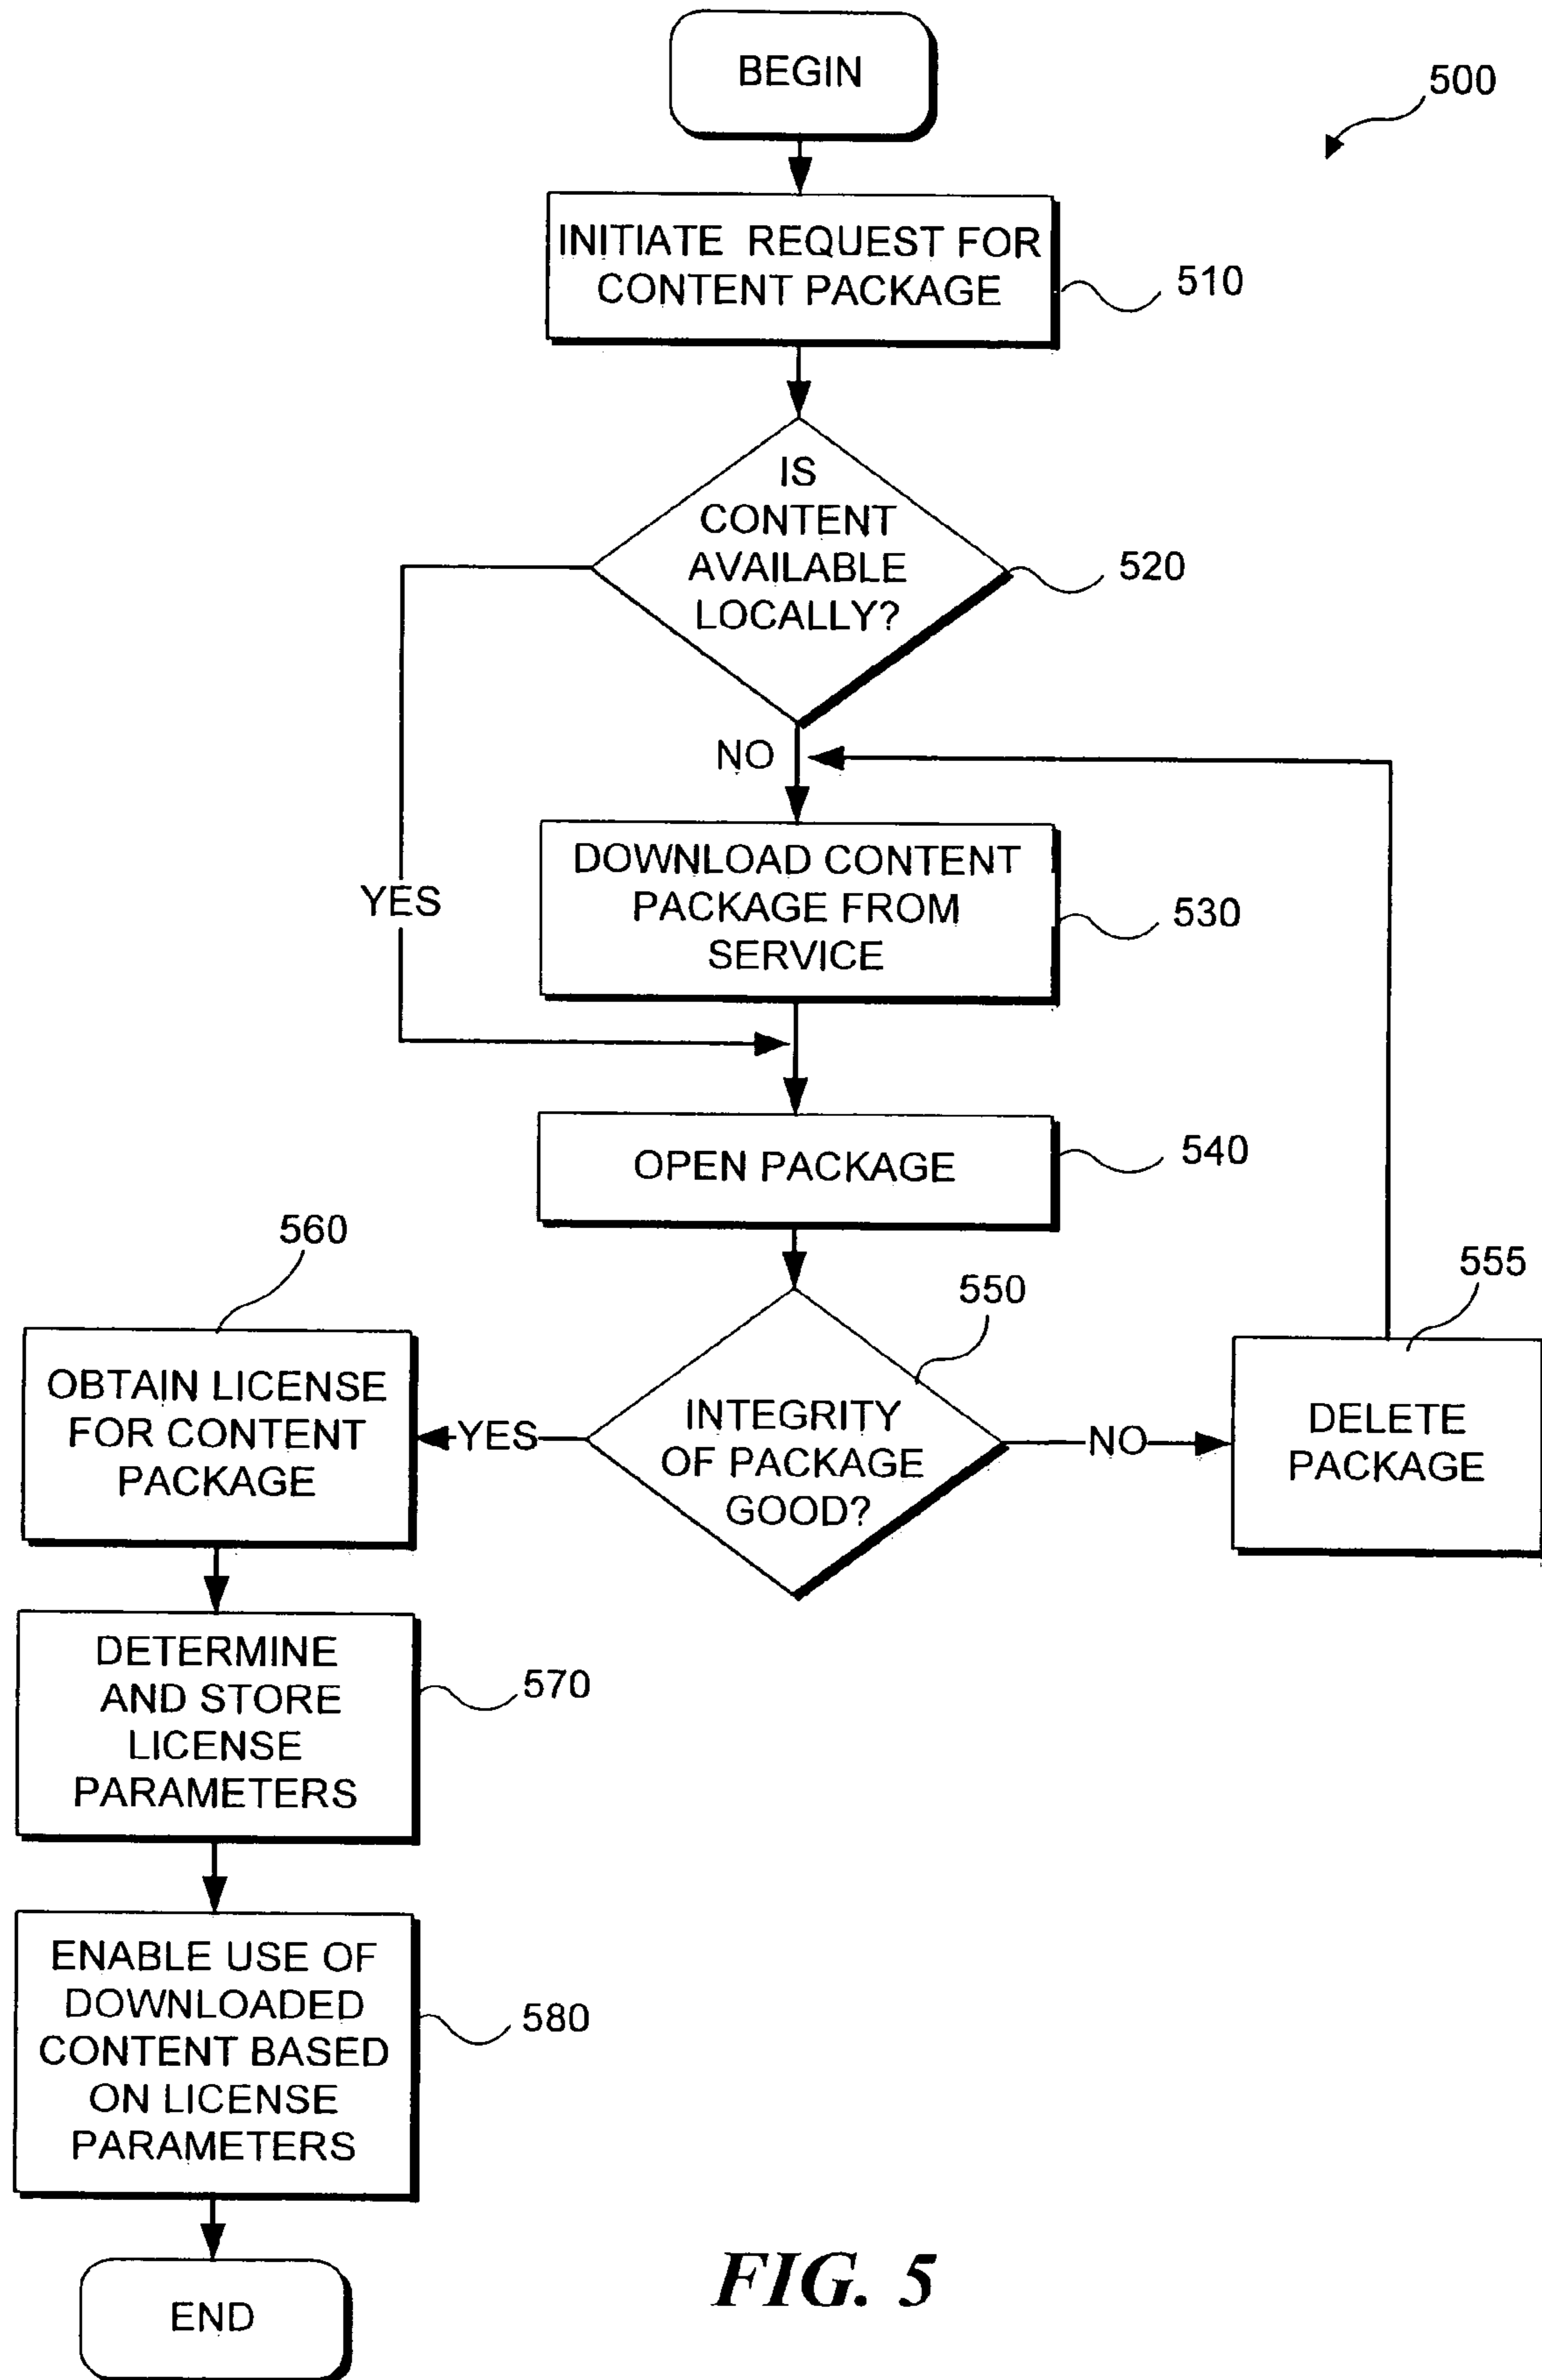 BEGIN
500
INITIATE REQUEST FOR
CONTENT PACKAGE
510
IS
CONTENT
AVAILABLE
LOCALLY?
520
NO
YES
DOWNLOAD CONTENT
PACKAGE FROM
SERVICE
530
OPEN PACKAGE
540
550
INTEGRITY
OF PACKAGE
GOOD?
NO
555
DELETE
PACKAGE
YES
560
OBTAIN LICENSE
FOR CONTENT
PACKAGE
DETERMINE
AND STORE
LICENSE
PARAMETERS
570
ENABLE USE OF
DOWNLOADED
CONTENT BASED
ON LICENSE
PARAMETERS
580
END
FIG. 5